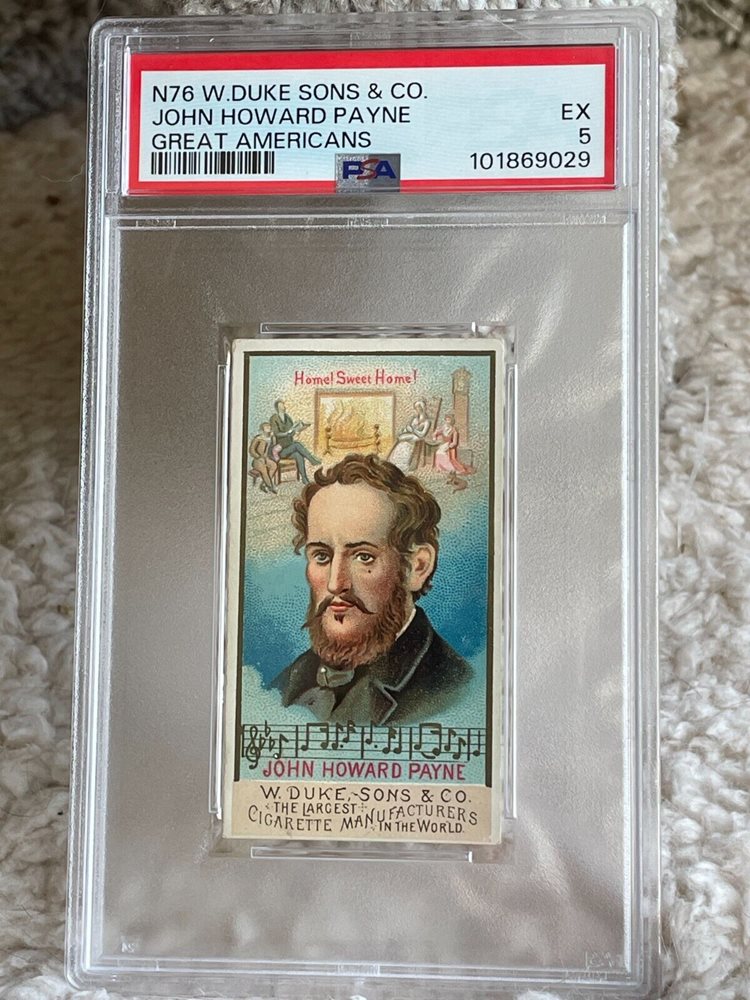 N76 W.DUKE SONS & CO.
JOHN HOWARD PAYNE EX
GREAT AMERICANS 5
PSA 101869029
Home! Sweet Home!
JOHN HOWARD PAYNE
W. DUKE, SONS & CO.
THE LARGEST
CIGARETTE MANUFACTURERS
IN THE WORLD.